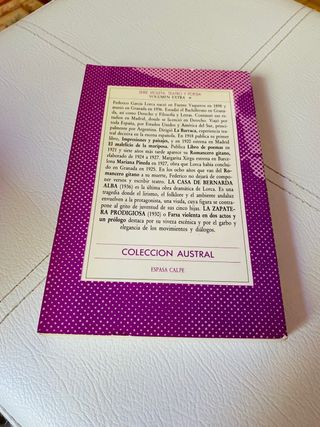 SERIE VIOLETA: TEATRO Y POESÍA
VOLUMEN EXTRA
Federico García Lorca nació en Fuente Vaqueros en 1898 y
murió en Granada en 1936. Estudió el Bachillerato en Grana-
da, así como Derecho y Filosofía y Letras. Continuó sus es-
tudios en Madrid, donde se licenció en Derecho. Viajó por
toda España, por Estados Unidos y América del Sur, princi-
palmente por Argentina. Dirigió La Barraca, experiencia tea-
tral decisiva en la escena española. En 1918 publica su primer
libro, Impresiones y paisajes, y en 1920 estrena en Madrid
El maleficio de la mariposa. Publica Libro de poemas en
1921 y siete años más tarde aparece su Romancero gitano,
elaborado de 1924 a 1927. Margarita Xirgu estrena en Barce-
lona Mariana Pineda en 1927, obra que había concluido
en Granada en 1925. En los ocho años que van del Ro-
mancero gitano a su muerte, Federico no dejará de compo-
ner versos y escribir teatro. LA CASA DE BERNARDA
ALBA (1936) es la última obra dramática de Lorca. Es una
tragedia donde el lirismo, el folklore y el ambiente andaluz
envuelven a la protagonista, una viuda, cuya figura se contra-
pone al grito de juventud de sus cinco hijas. LA ZAPATE-
RA PRODIGIOSA (1930) o Farsa violenta en dos actos y
un prólogo destaca por su viveza escénica y por el garbo y
elegancia de los movimientos y diálogos.
COLECCION AUSTRAL
ESPASA CALPE